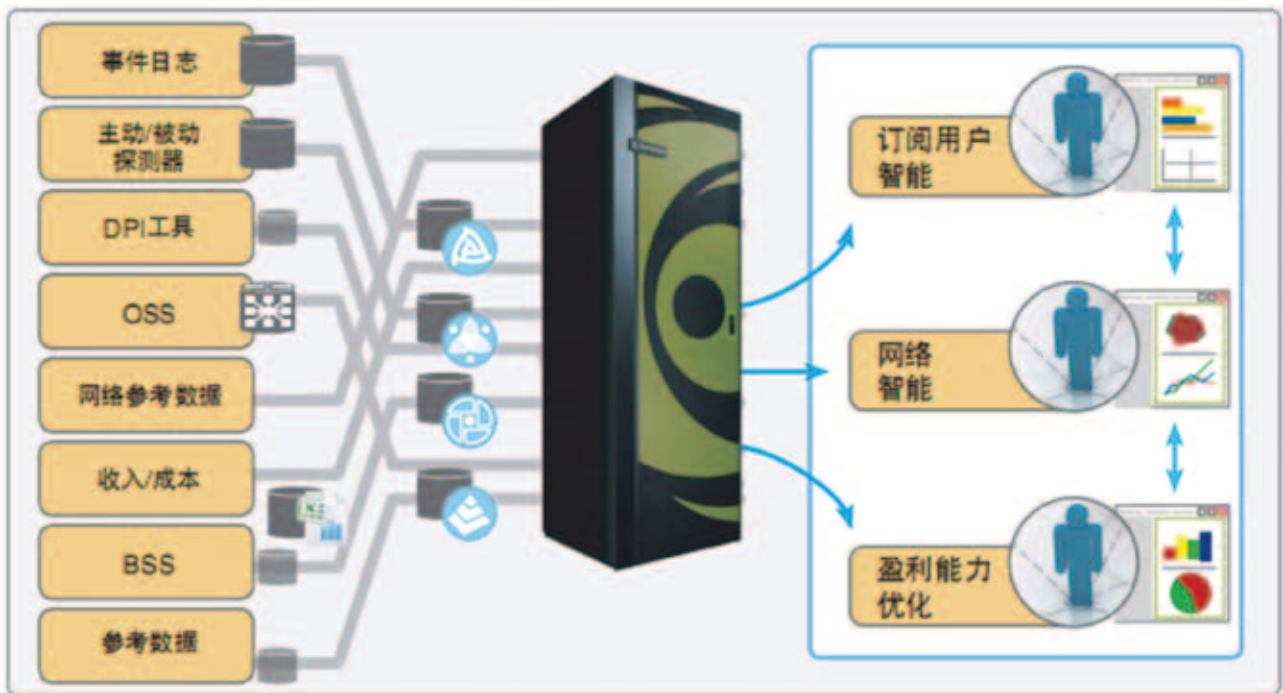 事件日志
主动/被动
探测器
DPI工具
OSS
网络参考数据
收入/成本
BSS
参考数据
订阅用户
智能
网络
智能
盈利能力
优化